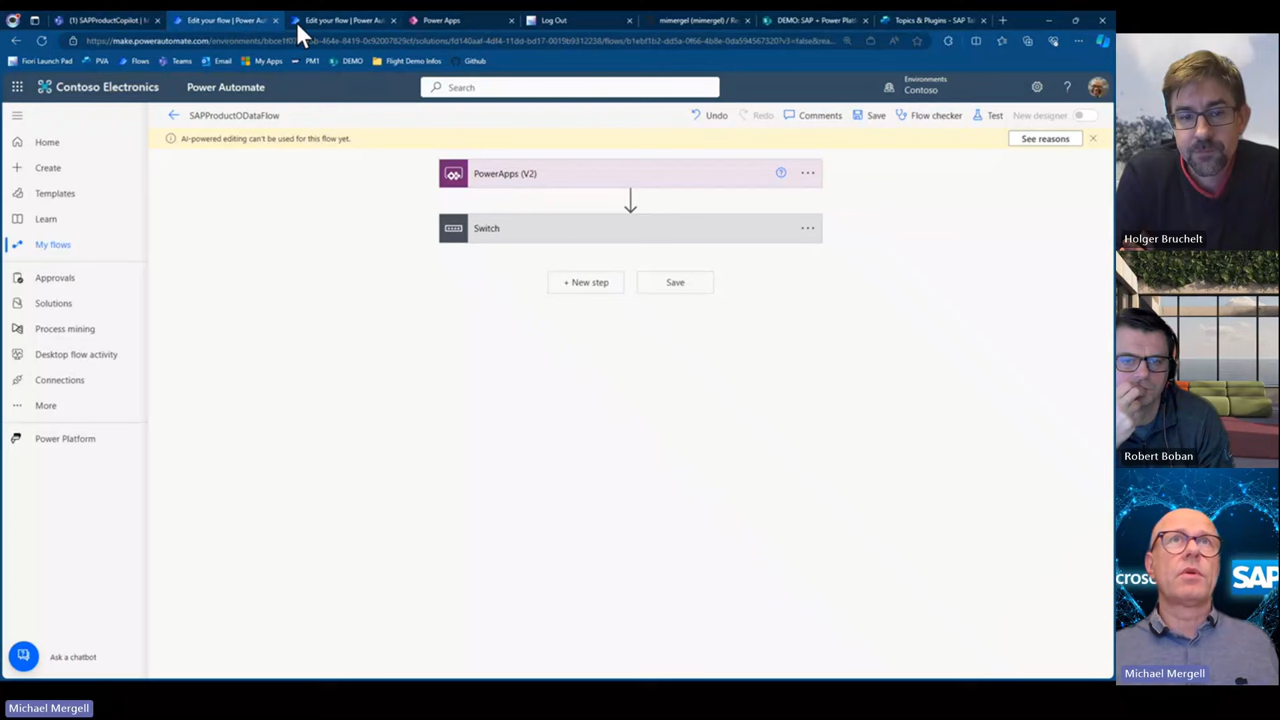 (1) SAPProductCopilot | M
Edit your flow | Power Aut
Edit your flow | Power Aut
Power Apps
Log Out
mimergel (mimergel) / Re
DEMO: SAP + Power Platf
Topics & Plugins - SAP Tal
Fiori Launch Pad
PVA
Flows
Teams
Email
My Apps
PM1
DEMO
Flight Demo Infos
Github
Contoso Electronics
Power Automate
Search
Environments
Contoso
SAPProductODataFlow
Undo
Redo
Comments
Save
Flow checker
Test
New designer
AI-powered editing can't be used for this flow yet.
See reasons
Home
Create
Templates
Learn
My flows
Approvals
Solutions
Process mining
Desktop flow activity
Connections
More
Power Platform
PowerApps (V2)
Switch
+ New step
Save
Ask a chatbot
Holger Bruchelt
Robert Boban
SAP
Michael Mergell
Michael Mergell